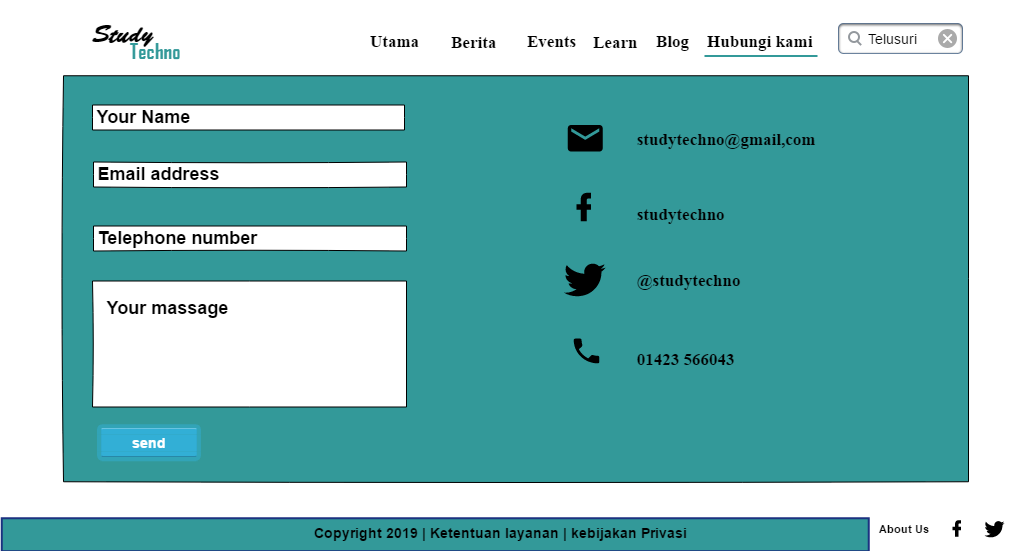 Study
Techno
Utama Berita Events Learn Blog Hubungi kami Telusuri
Your Name
Email address
Telephone number
Your massage
send
studytechno@gmail,com
studytechno
@studytechno
01423 566043
Copyright 2019 | Ketentuan layanan | kebijakan Privasi
About Us